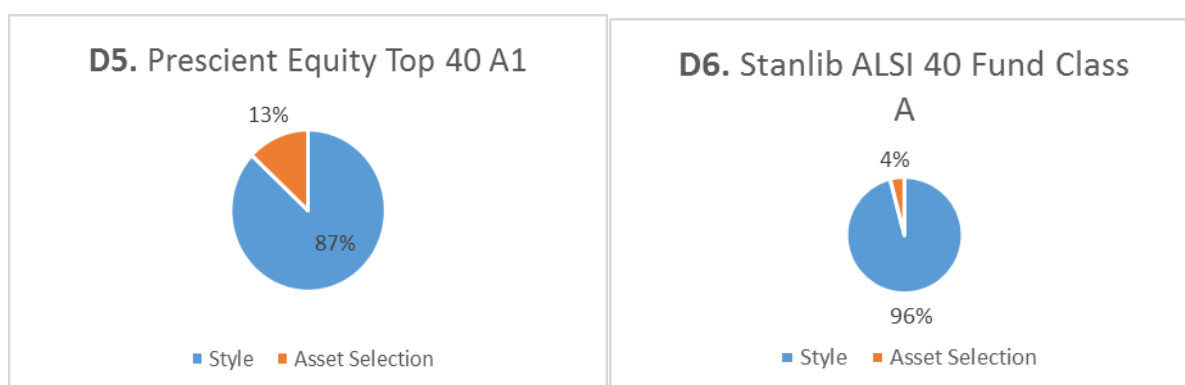 D5. Prescient Equity Top 40 A1
13%
87%
Style Asset Selection
D6. Stanlib ALSI 40 Fund Class
A
4%
96%
Style Asset Selection